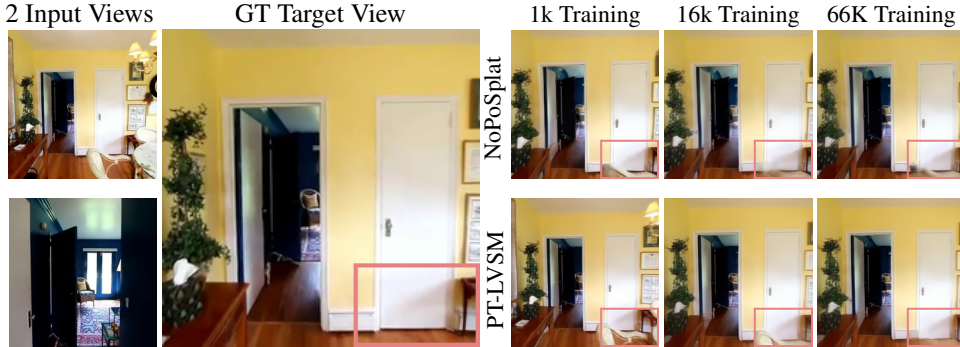 2 Input Views
GT Target View
1k Training
16k Training
66K Training
NoPoSplat
PT-LVSM